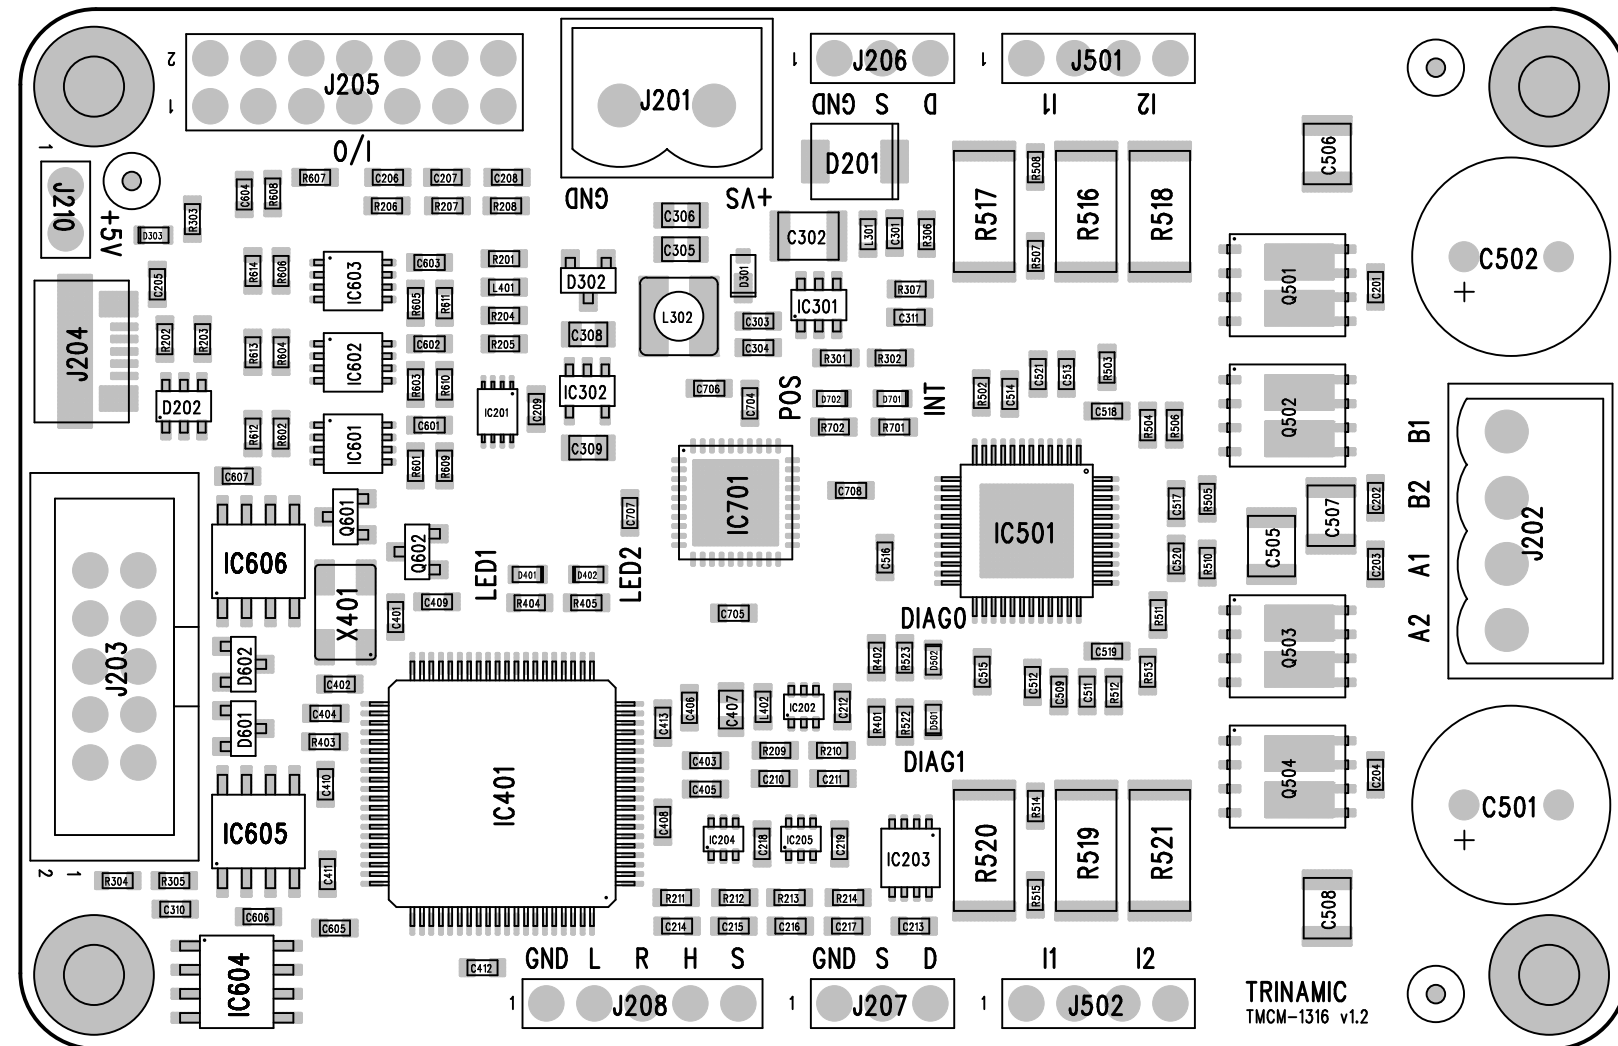 2
1
J205
I/O
J201
GND
+VS
1
J206
GND S D
1
J501
I1 I2
1
J210
+5V
D201
R517
R508
R507
R516
R518
C506
C502
+
R607
C206
C207
C208
R206
R207
R208
C604
R608
R303
D303
C205
R614
R606
IC603
C603
R605
R611
R201
L401
R204
R205
D302
C308
C306
C305
L302
D301
C302
L301
C301
R306
IC301
R307
C311
C303
C304
R301
R302
Q501
C201
J204
R202
R203
D202
R613
R604
IC602
C602
R603
R610
IC201
C209
IC302
C309
C706
C704
POS
D702
R702
D701
R701
INT
R502
C514
C521
C513
R503
C518
R504
R506
Q502
R612
R602
IC601
C601
R601
R609
C607
IC701
C708
C707
IC501
C516
C517
R505
C520
R510
C505
C507
C202
C203
B1
B2
A1
A2
J202
J203
IC606
Q601
Q602
X401
C401
C409
LED1
D401
R404
D402
R405
LED2
C705
DIAG0
R511
D602
D601
C402
C404
R403
C410
R402
R523
D502
C515
C512
C509
C511
R512
C519
R513
Q503
IC401
C413
C406
C407
L402
IC202
C212
R401
R522
D501
DIAG1
C403
C405
R209
R210
C210
C211
Q504
C204
C501
+
IC605
C411
C408
IC204
C218
IC205
C219
IC203
R520
R514
R515
R519
R521
2
1
R304
R305
C310
C606
C605
R211
R212
R213
R214
C214
C215
C216
C217
C213
C508
IC604
C412
GND L R H S
1
J208
GND S D
1
J207
I1 I2
1
J502
TRINAMIC
TMCM-1316 v1.2